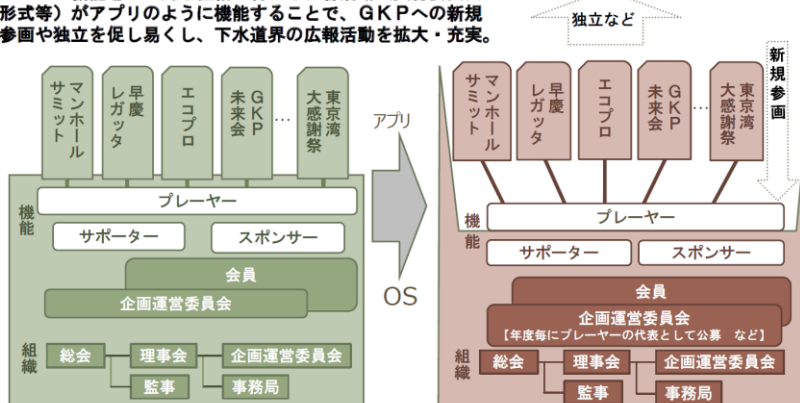 形式等）がアプリのように機能することで、ＧＫＰへの新規
参画や独立を促し易くし、下水道界の広報活動を拡大・充実。
独立など
新規参画
マンホールサミット
早慶レガッタ
エコプロ
ＧＫＰ未来会
…
東京湾大感謝祭
機能
プレーヤー
サポーター
スポンサー
会員
企画運営委員会
組織
総会
理事会
企画運営委員会
監事
事務局
アプリ
OS
マンホールサミット
早慶レガッタ
エコプロ
ＧＫＰ未来会
…
東京湾大感謝祭
機能
プレーヤー
サポーター
スポンサー
会員
企画運営委員会
【年度毎にプレーヤーの代表として公募　など】
組織
総会
理事会
企画運営委員会
監事
事務局